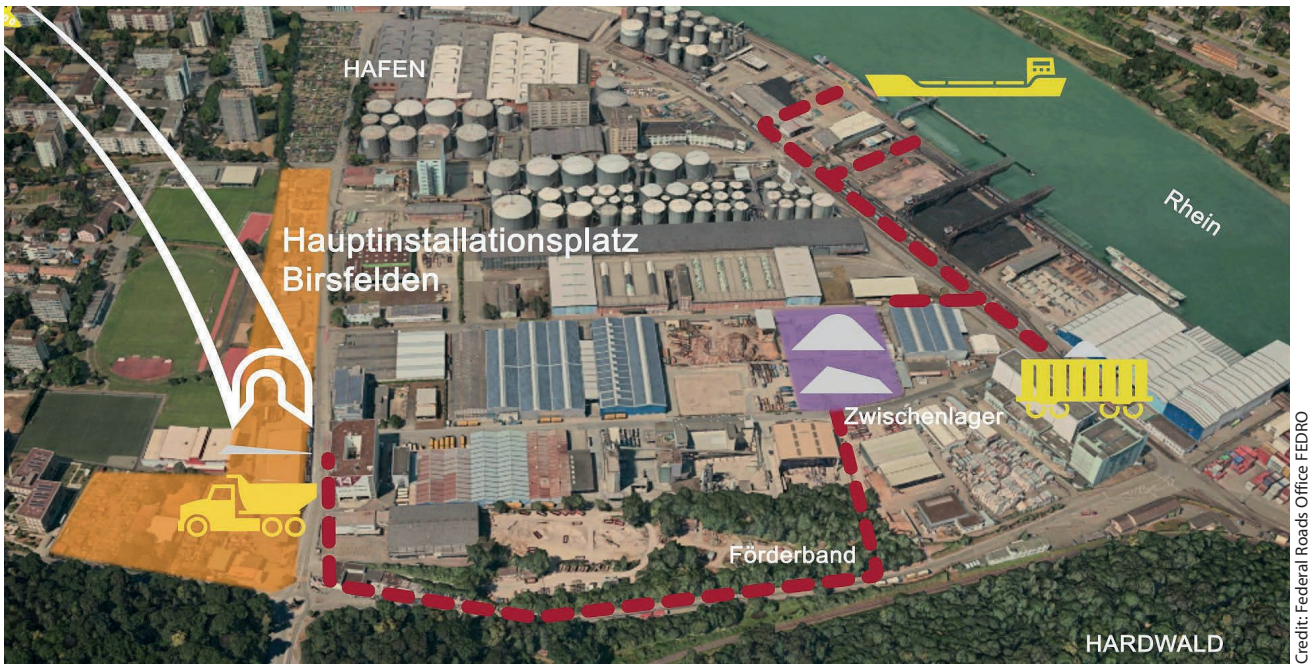 HAFEN
Rhein
Hauptinstallationsplatz
Birsfelden
Zwischenlager
Förderband
HARDWALD
Credit: Federal Roads Office FEDRO